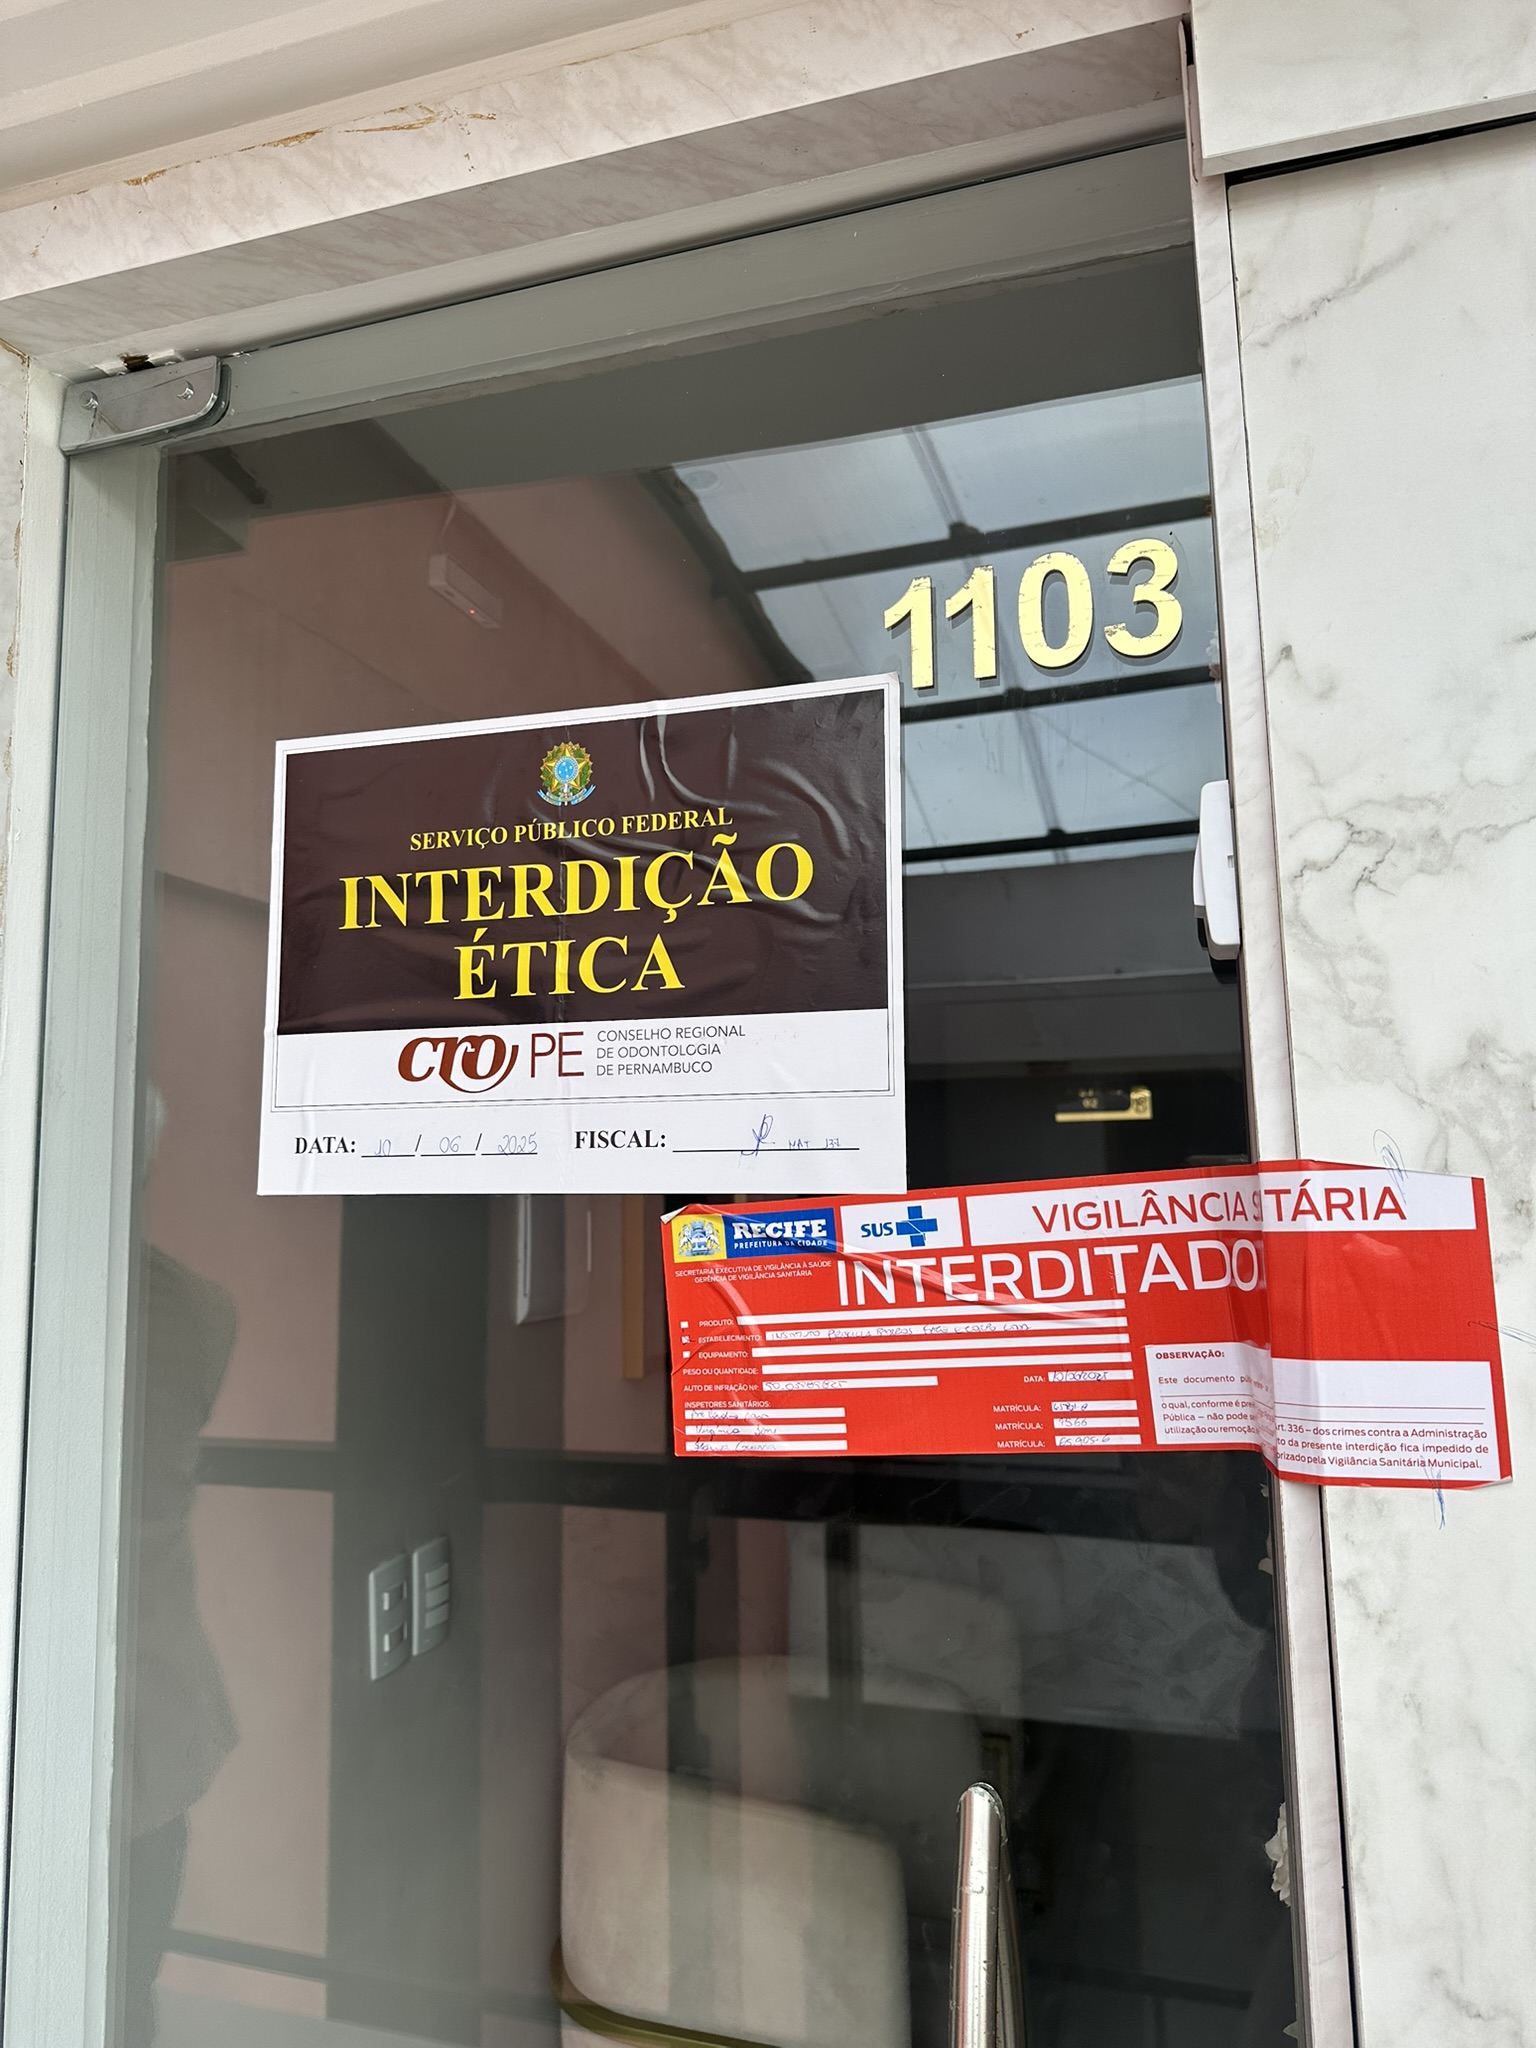 1103
SERVIÇO PÚBLICO FEDERAL
INTERDIÇÃO
ÉTICA
CRO PE
CONSELHO REGIONAL
DE ODONTOLOGIA
DE PERNAMBUCO
DATA: 10 / 06 / 2025 FISCAL: MAT 137
RECIFE
PREFEITURA DA CIDADE
SUS
VIGILÂNCIA S ITÁRIA
SECRETARIA EXECUTIVA DE VIGILÂNCIA À SAÚDE
GERÊNCIA DE VIGILÂNCIA SANITÁRIA
INTERDITADO
PRODUTO:
ESTABELECIMENTO: INSTITUTO
EQUIPAMENTO:
PESO OU QUANTIDADE:
AUTO DE INFRAÇÃO Nº:
DATA:
INSPETORES SANITÁRIOS:
MATRÍCULA:
MATRÍCULA:
MATRÍCULA:
OBSERVAÇÃO:
Este documento
o qual, conforme é
Art.336 – dos crimes contra a Administração
Pública – não pode
to da presente interdição fica impedido de
utilização ou remoção
orizado pela Vigilância Sanitária Municipal.